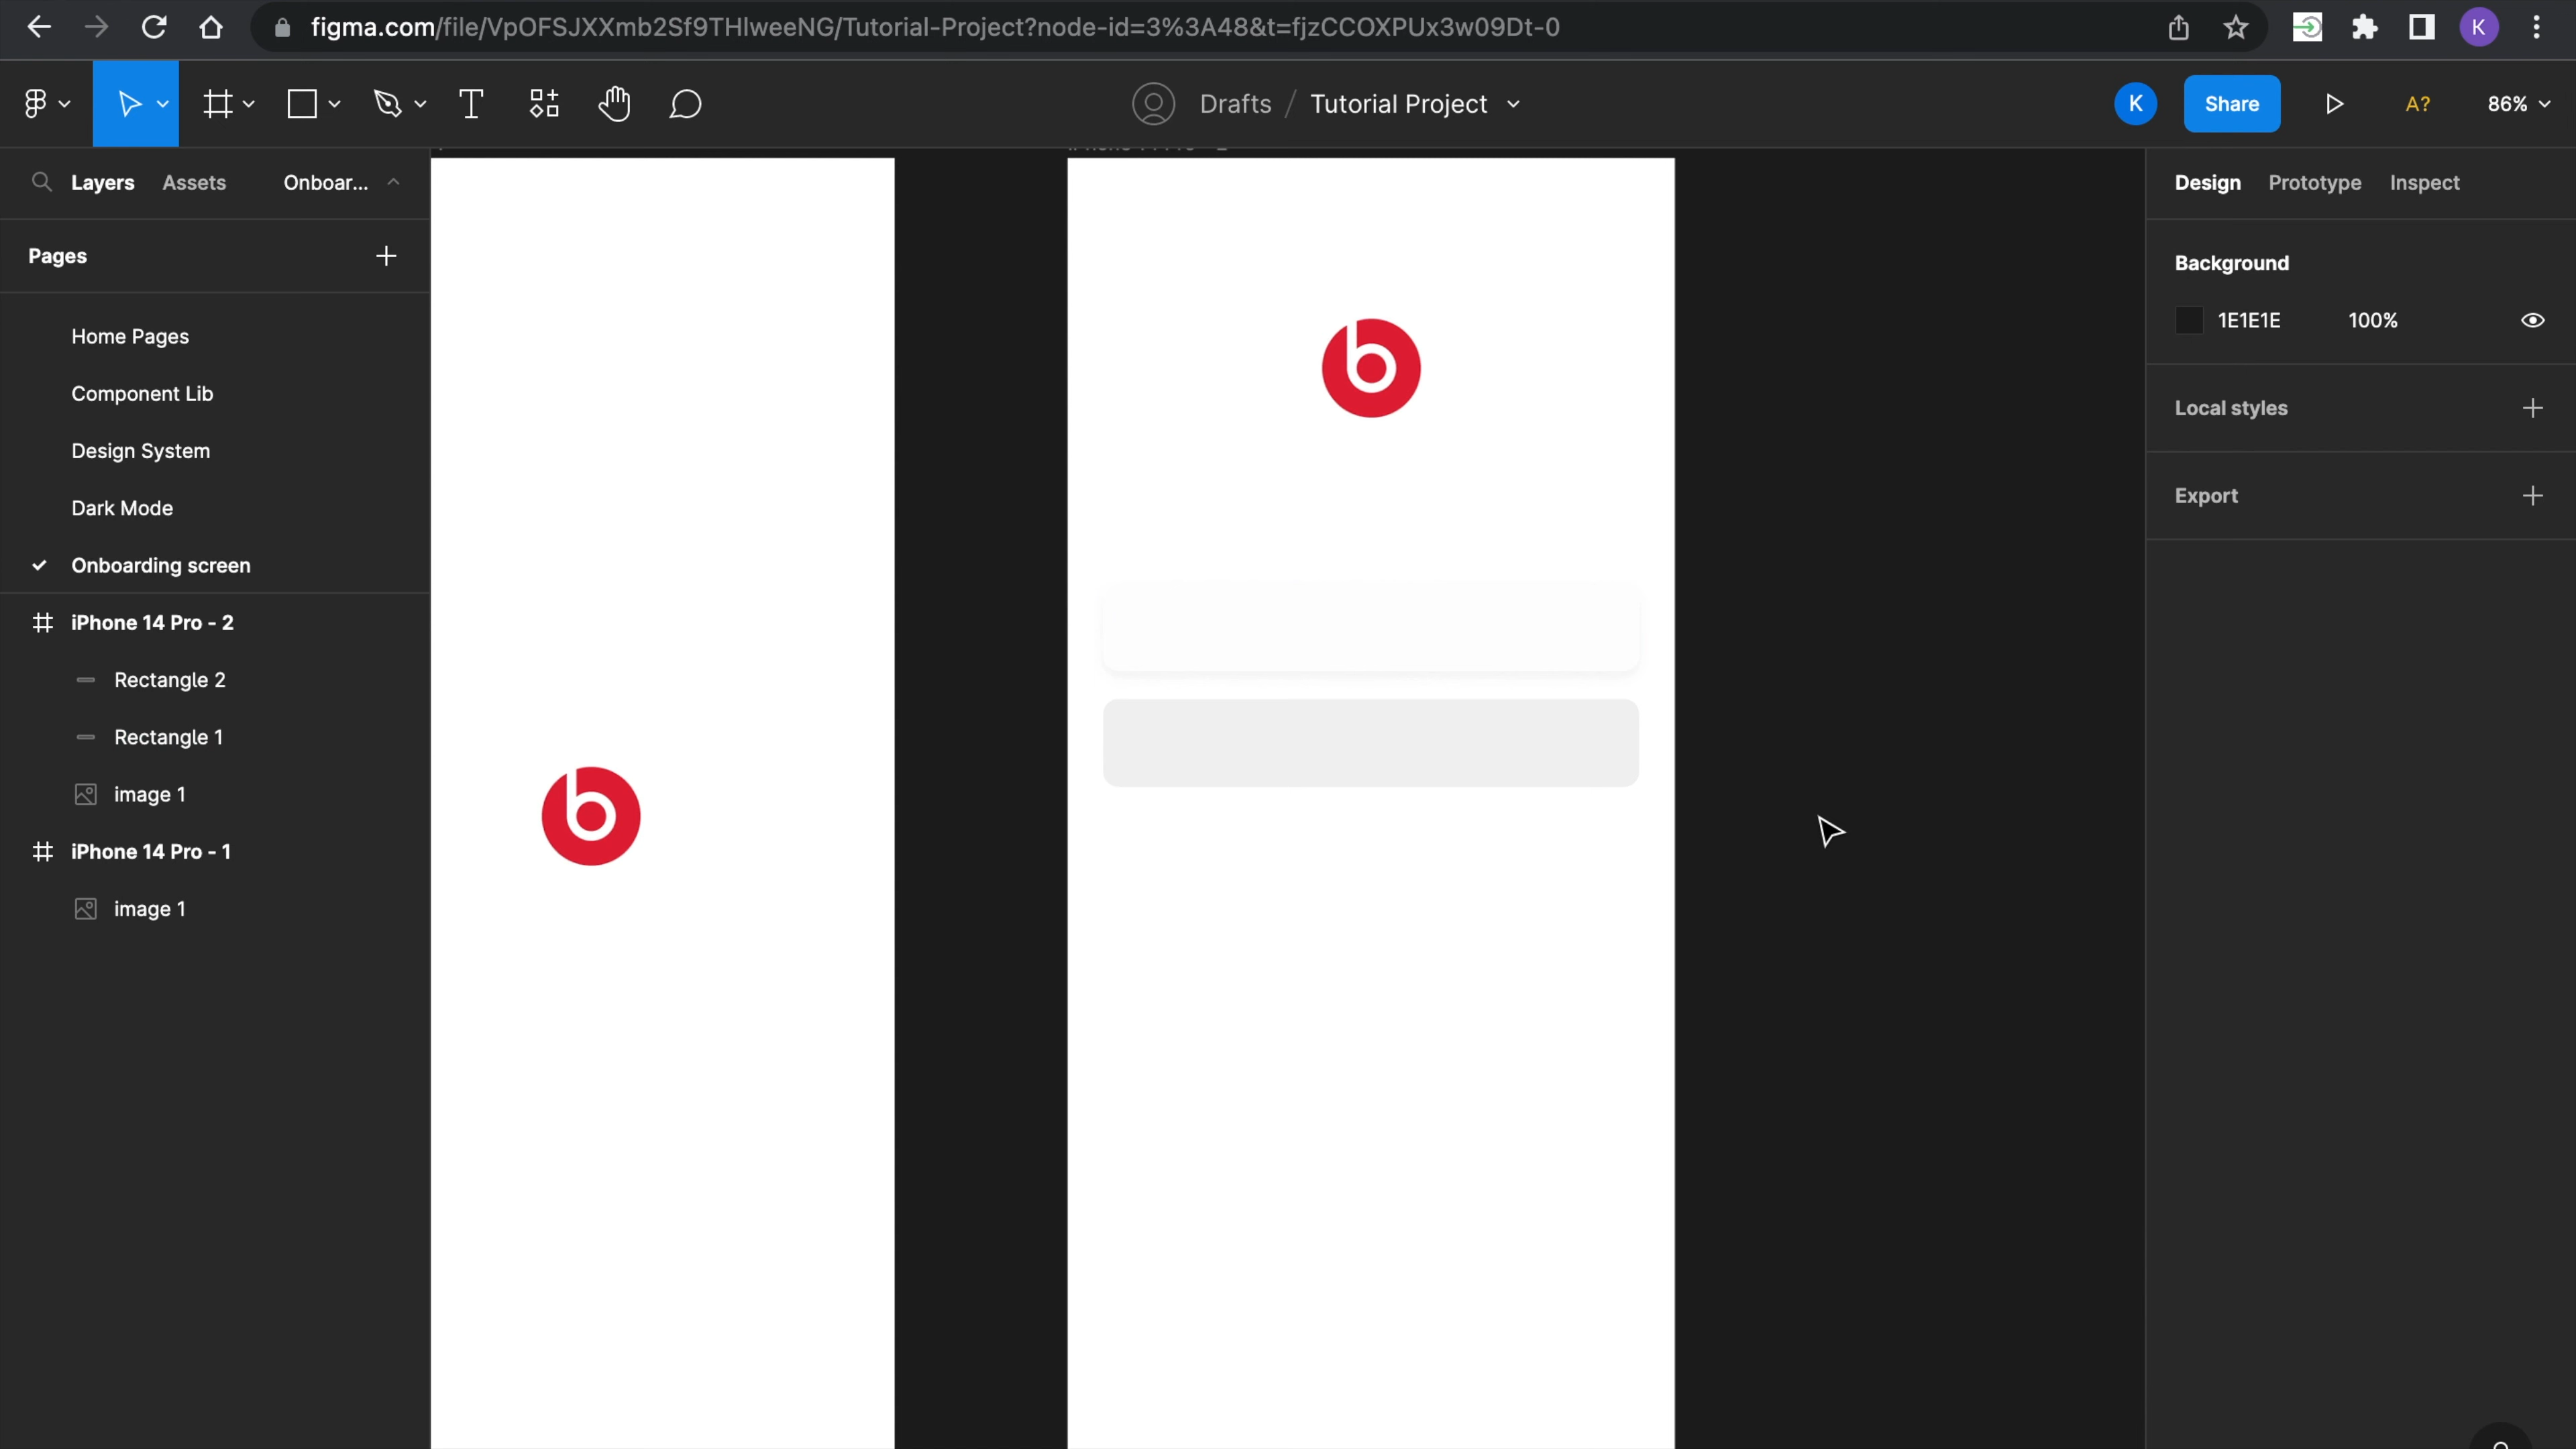 figma.com/file/VpOFSJXXmb2Sf9THlweeNG/Tutorial-Project?node-id=3%3A48&t=fjzCCOXPUx3w09Dt-0
K
Drafts / Tutorial Project
K
Share
A?
86%
Layers
Assets
Onboar...
Pages
Home Pages
Component Lib
Design System
Dark Mode
Onboarding screen
iPhone 14 Pro - 2
Rectangle 2
Rectangle 1
image 1
iPhone 14 Pro - 1
image 1
b
b
Design
Prototype
Inspect
Background
1E1E1E
100%
Local styles
Export